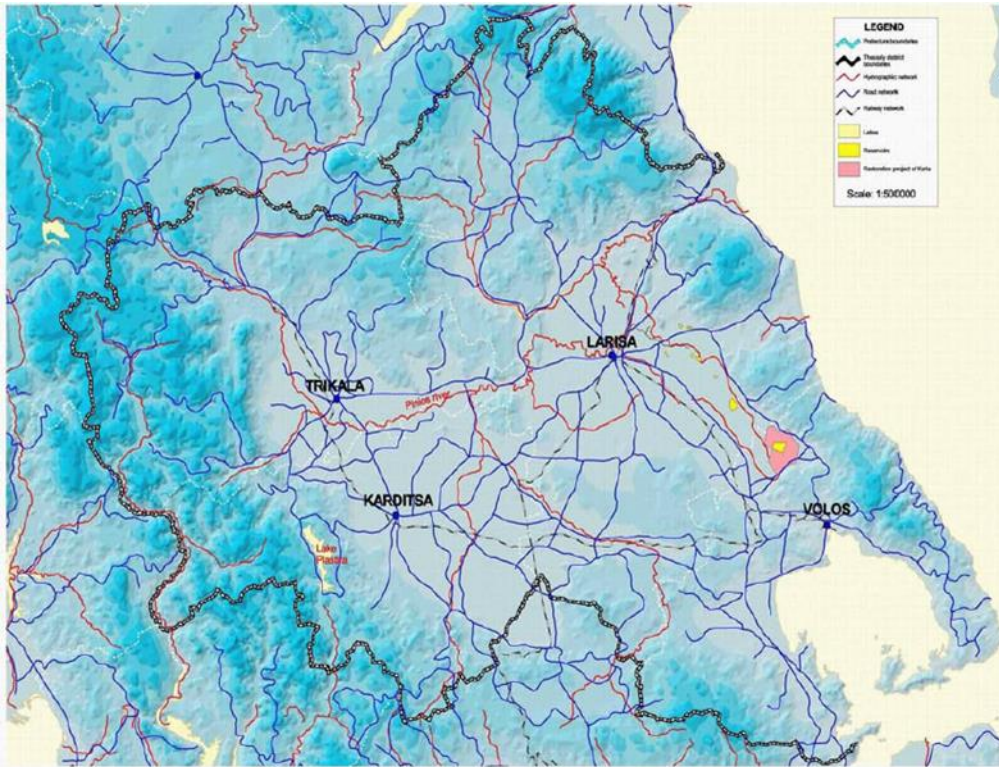 LEGEND
Prefecture boundaries
Thessaly district
boundaries
Hydrographic network
Road network
Railway network
Lakes
Reservoirs
Restoration project of Karla
Scale: 1:500000
LARISA
TRIKALA
Pinios river
KARDITSA
VOLOS
Lake
Plastira